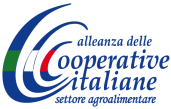 alleanza delle
Cooperative
italiane
settore agroalimentare